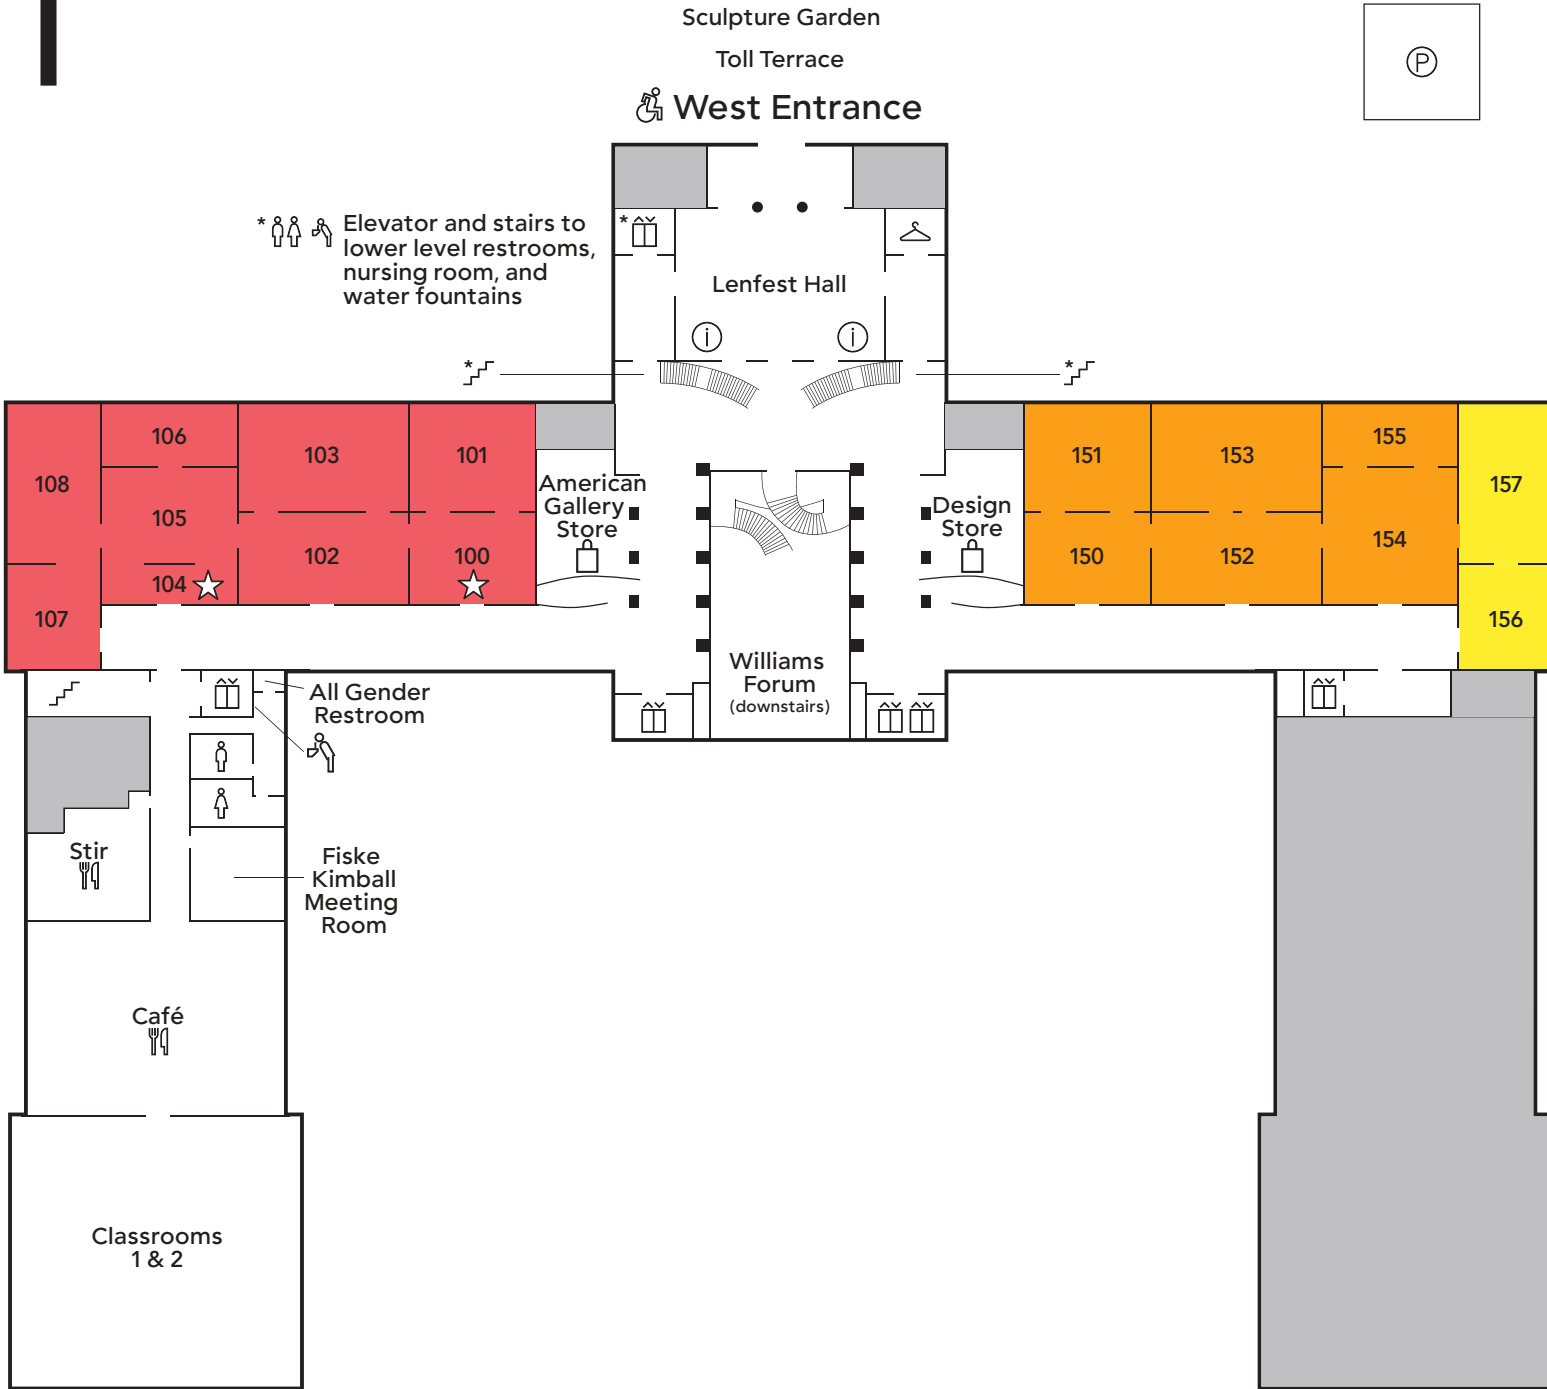 1
Sculpture Garden
Toll Terrace
West Entrance
P
* Elevator and stairs to
lower level restrooms,
nursing room, and
water fountains
*
Lenfest Hall
i
i
*
*
106
103
101
108
105
102
100
104
107
American
Gallery
Store
Design
Store
151
153
155
157
150
152
154
156
Williams
Forum
(downstairs)
All Gender
Restroom
Stir
Fiske
Kimball
Meeting
Room
Café
Classrooms
1 & 2